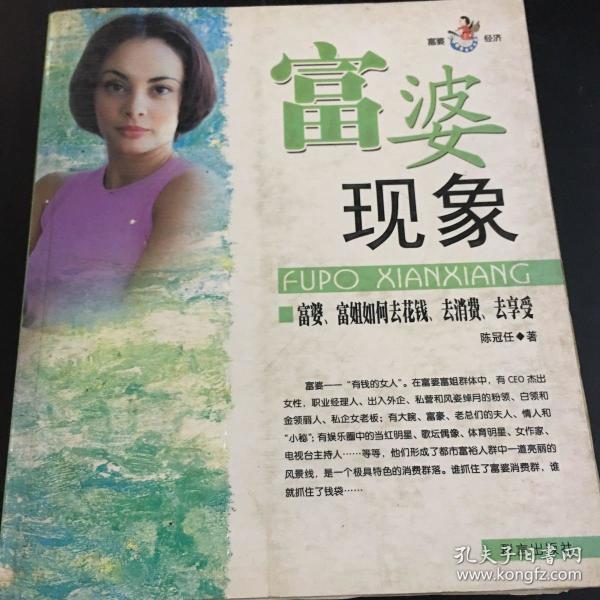 富婆 经济
富婆
现象
FUPO XIANXIANG
富婆、富姐如何去花钱、去消费、去享受
陈冠任◆著
富婆——“有钱的女人”。在富婆富姐群体中，有CEO杰出
女性，职业经理人、出入外企、私营和风姿绰月的粉领、白领和
金领丽人、私企女老板；有大腕、富豪、老总们的夫人、情人和
“小秘”；有娱乐圈中的当红明星、歌坛偶像、体育明星、女作家、
电视台主持人……等等，他们形成了都市富裕人群中一道亮丽的
风景线，是一个极具特色的消费群落。谁抓住了富婆消费群，谁
就抓住了钱袋……
出版社
孔夫子旧书网
www.kongfz.com